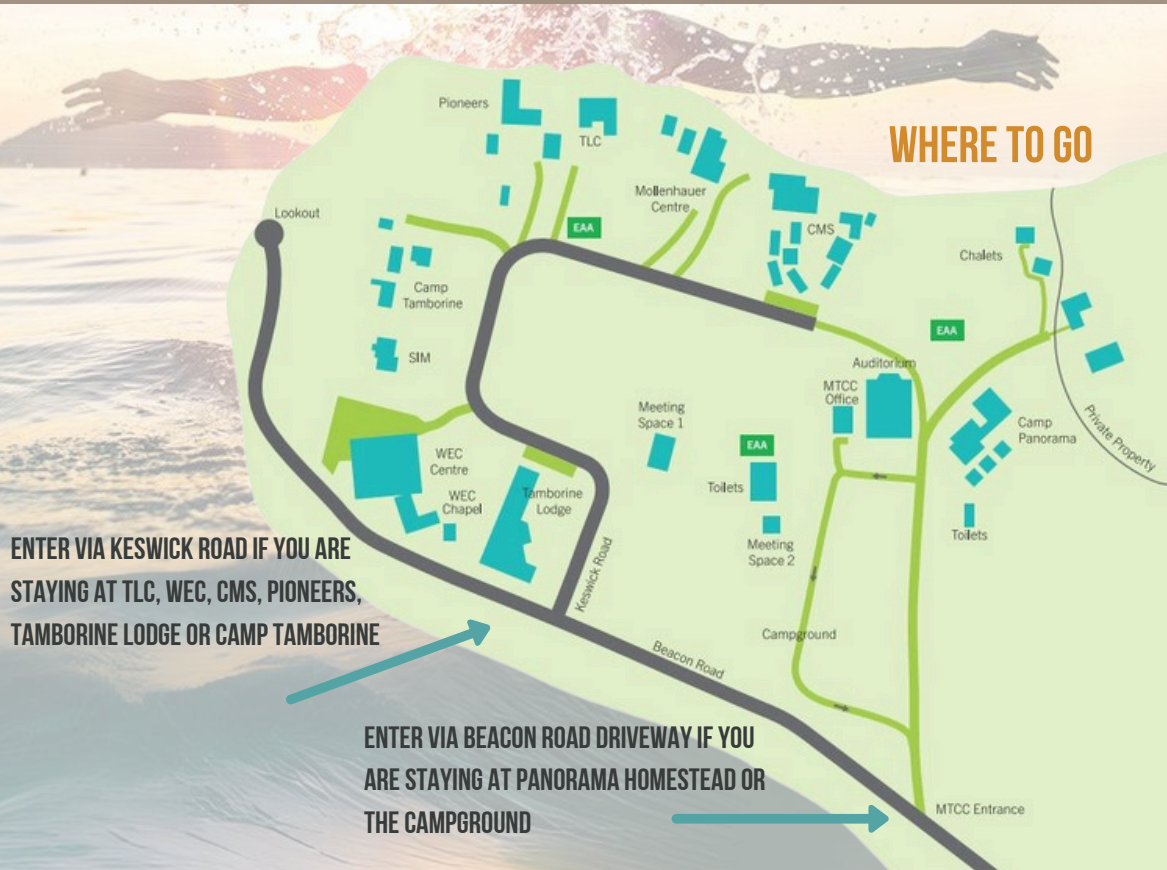 WHERE TO GO
Pioneers
TLC
Mollenhauer
Centre
EAA
CMS
Lookout
Chalets
Camp
Tamborine
EAA
SIM
Auditorium
MTCC
Office
Meeting
Space 1
Camp
Panorama
Private Property
EAA
WEC
Centre
WEC
Chapel
Tamborine
Lodge
Toilets
Meeting
Space 2
Toilets
Keswick Road
Campground
Beacon Road
MTCC Entrance
ENTER VIA KESWICK ROAD IF YOU ARE
STAYING AT TLC, WEC, CMS, PIONEERS,
TAMBORINE LODGE OR CAMP TAMBORINE
ENTER VIA BEACON ROAD DRIVEWAY IF YOU
ARE STAYING AT PANORAMA HOMESTEAD OR
THE CAMPGROUND